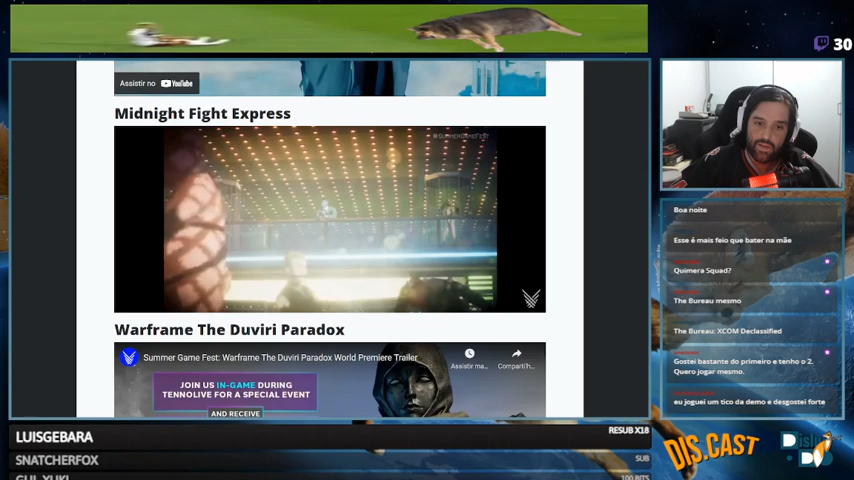 30
Assistir no YouTube
Midnight Fight Express
#SUMMERGAMEFEST
Warframe The Duviri Paradox
Summer Game Fest: Warframe The Duviri Paradox World Premiere Trailer
Assistir ma...
Compartilh...
JOIN US IN-GAME DURING
TENNOLIVE FOR A SPECIAL EVENT
AND RECEIVE
Boa noite
Esse é mais feio que bater na mãe
Quimera Squad?
The Bureau mesmo
The Bureau: XCOM Declassified
Gostei bastante do primeiro e tenho o 2.
Quero jogar mesmo.
eu joguei um tico da demo e desgostei forte
LUISGEBARA
RESUB X18
SNATCHERFOX
SUB
100 BITS
DIS.CAST